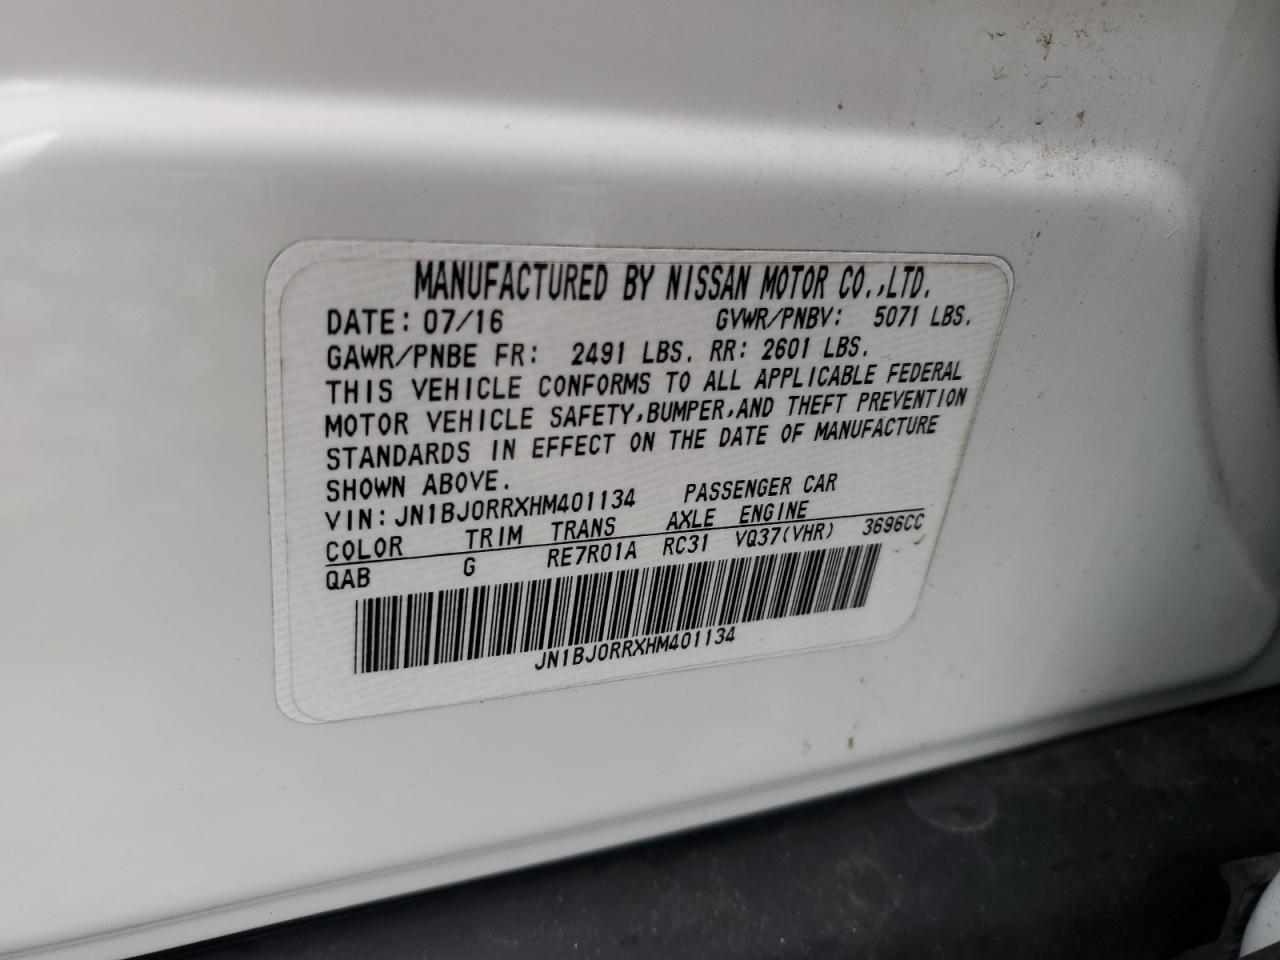 MANUFACTURED BY NISSAN MOTOR CO.,LTD.
DATE: 07/16 GVWR/PNBV: 5071 LBS.
GAWR/PNBE FR: 2491 LBS. RR: 2601 LBS.
THIS VEHICLE CONFORMS TO ALL APPLICABLE FEDERAL
MOTOR VEHICLE SAFETY,BUMPER,AND THEFT PREVENTION
STANDARDS IN EFFECT ON THE DATE OF MANUFACTURE
SHOWN ABOVE.
VIN: JN1BJ0RRXHM401134 PASSENGER CAR
COLOR TRIM TRANS AXLE ENGINE
QAB G RE7R01A RC31 VQ37(VHR) 3696CC
JN1BJ0RRXHM401134